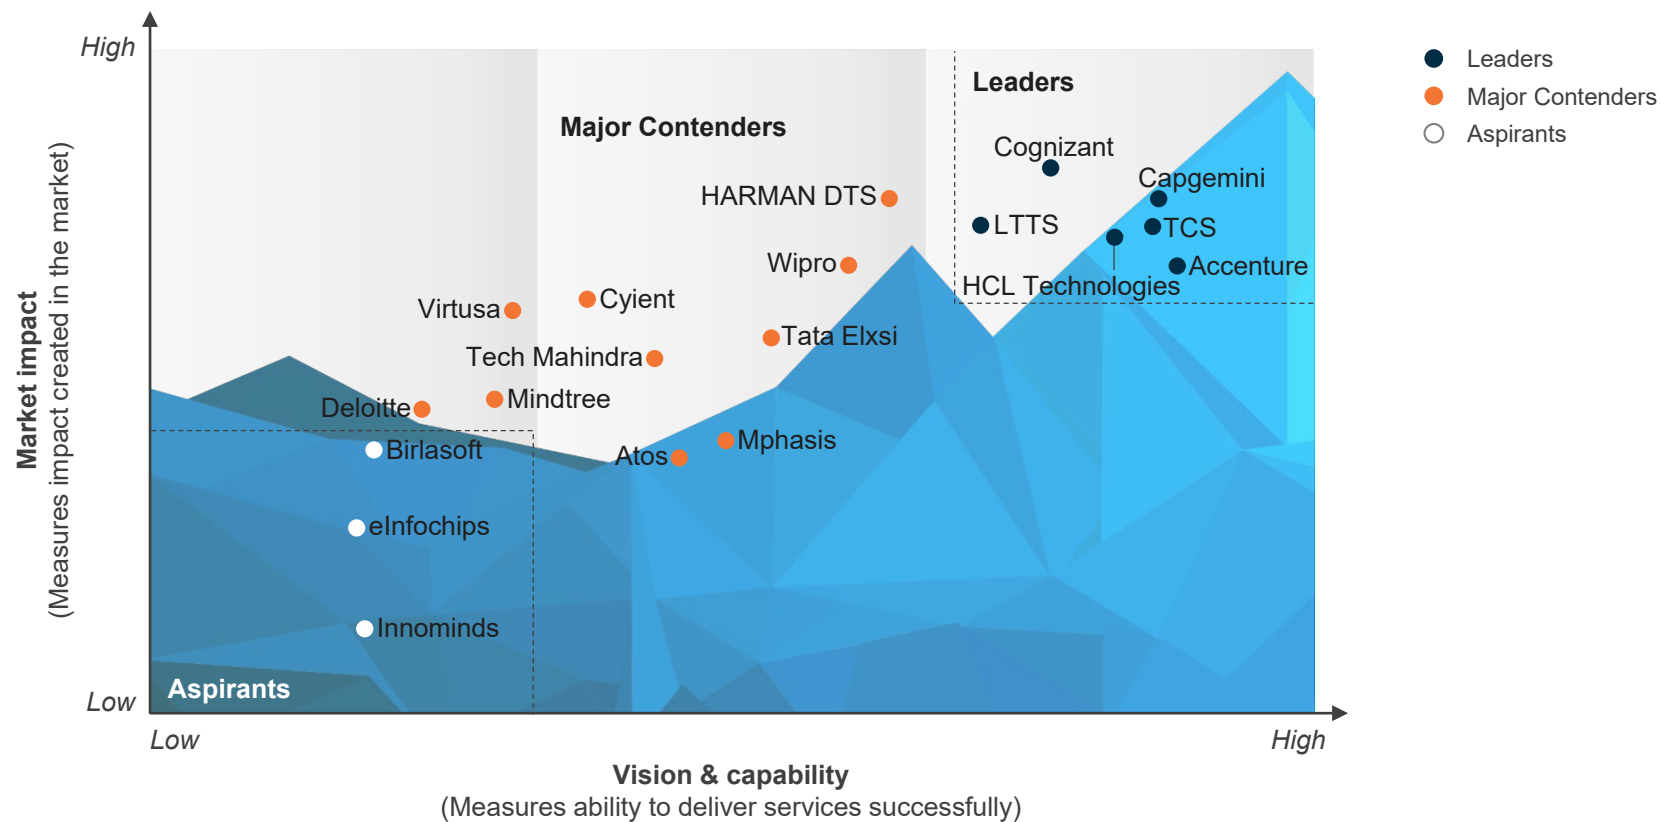 High
Leaders
Major Contenders
Aspirants
Leaders
Major Contenders
Cognizant
Capgemini
HARMAN DTS
LTTS
TCS
Wipro
Accenture
HCL Technologies
Virtusa
Cyient
Tata Elxsi
Tech Mahindra
Mindtree
Deloitte
Mphasis
Birlasoft
Atos
eInfochips
Innominds
Aspirants
Market impact
(Measures impact created in the market)
Low
Low
High
Vision & capability
(Measures ability to deliver services successfully)